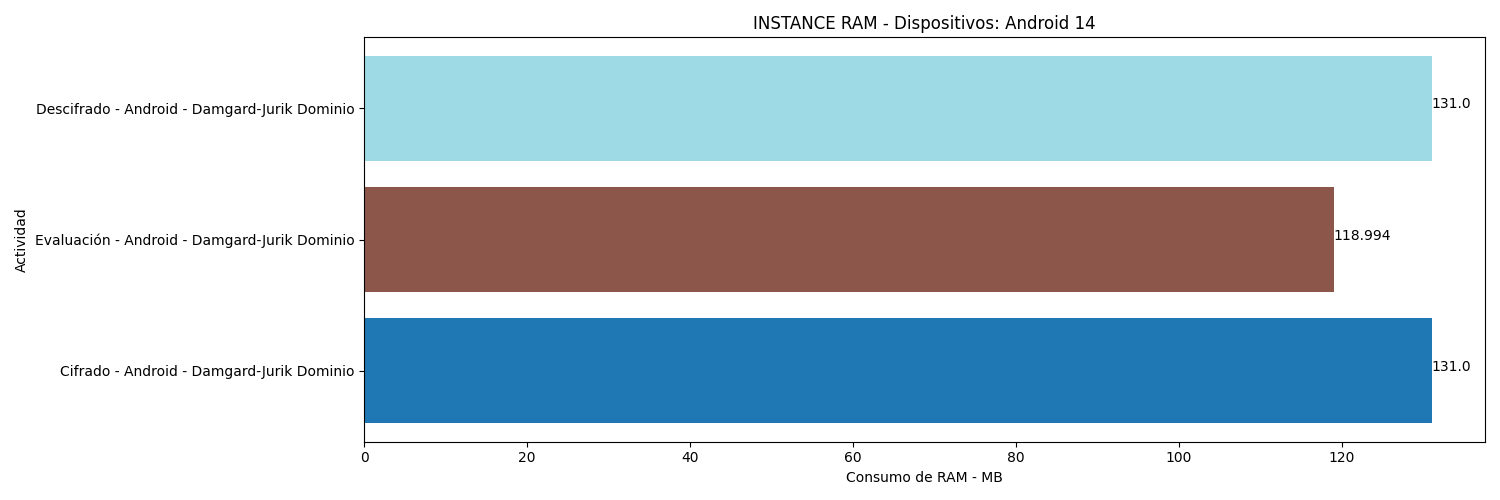 INSTANCE RAM - Dispositivos: Android 14
Actividad
Descifrado - Android - Damgard-Jurik Dominio
131.0
Evaluación - Android - Damgard-Jurik Dominio
118.994
Cifrado - Android - Damgard-Jurik Dominio
131.0
0 20 40 60 80 100 120
Consumo de RAM - MB